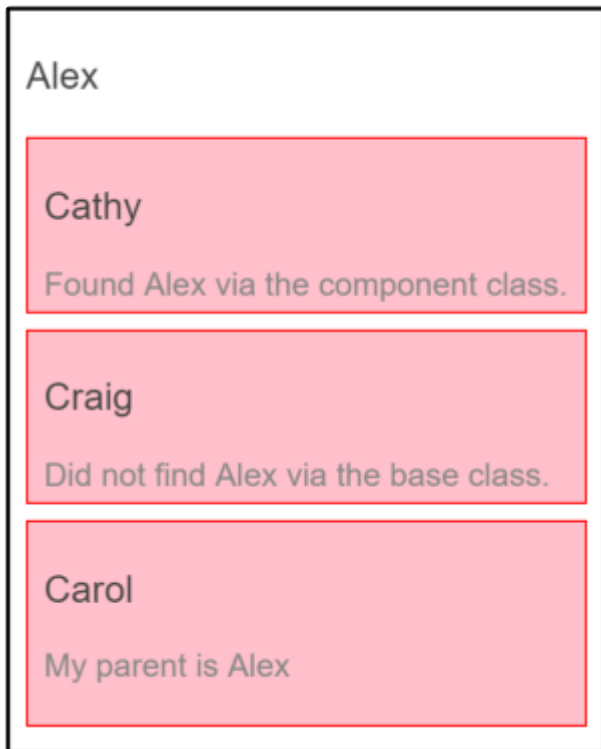 Alex
Cathy
Found Alex via the component class.
Craig
Did not find Alex via the base class.
Carol
My parent is Alex